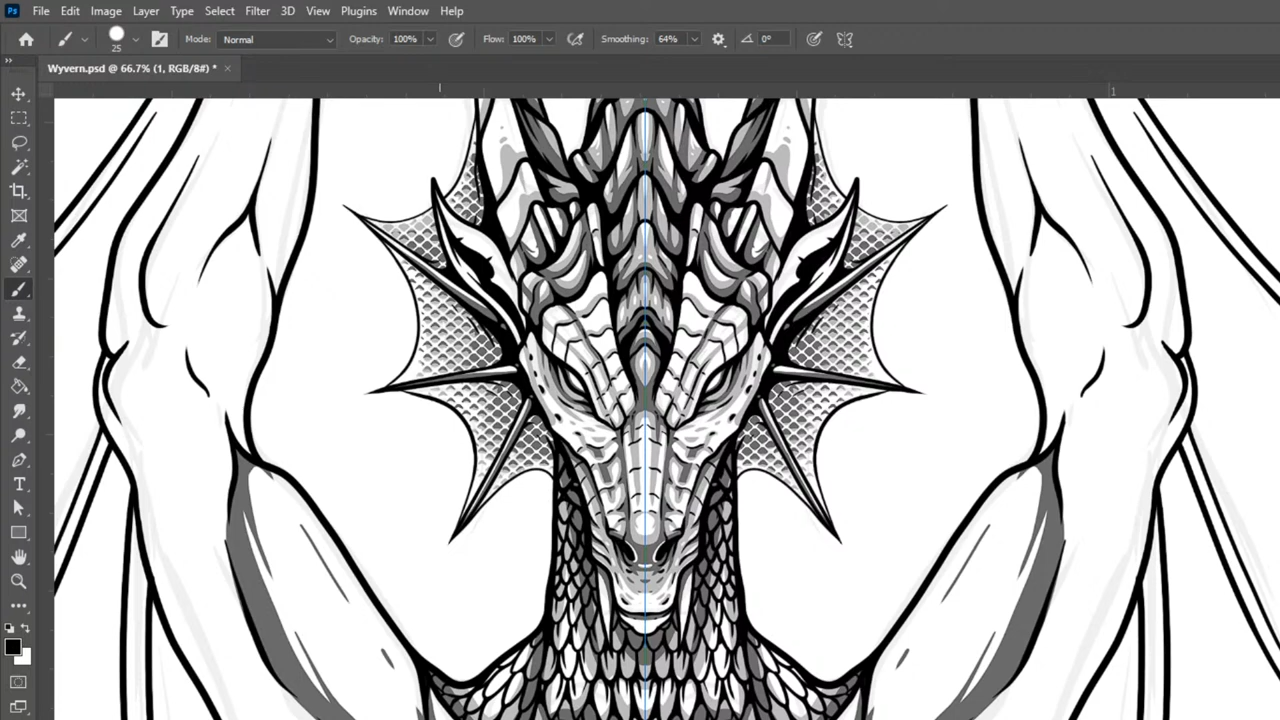 Ps File Edit Image Layer Type Select Filter 3D View Plugins Window Help
25 Mode: Normal Opacity: 100% Flow: 100% Smoothing: 64% 0°
Wyvern.psd @ 66.7% (1, RGB/8#) * ×
1
T